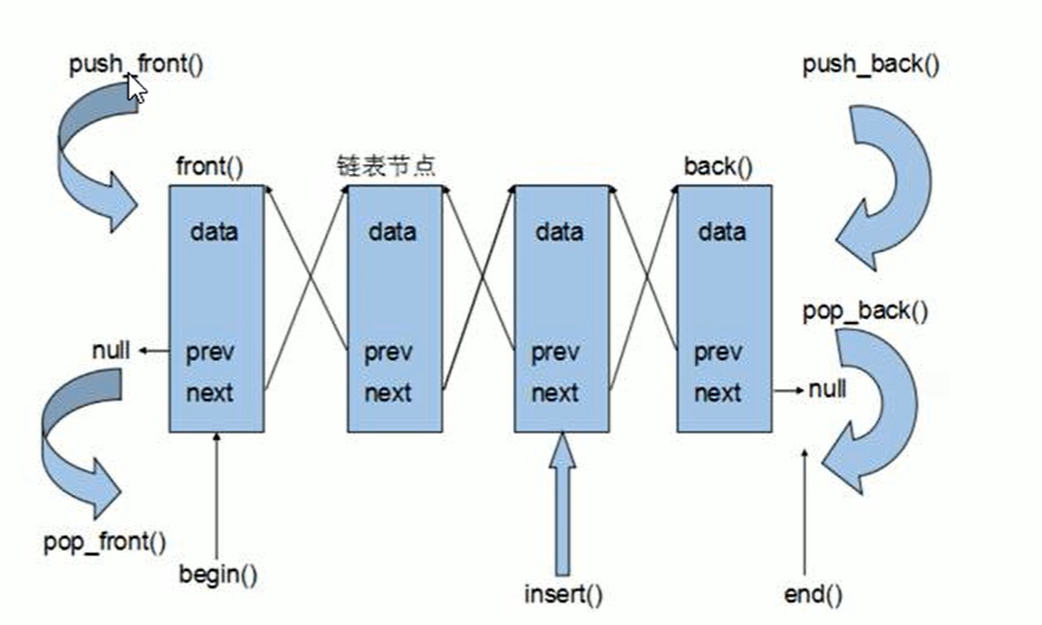 push_front()
push_back()
front()
链表节点
back()
data
data
data
data
pop_back()
null
prev
prev
prev
prev
next
next
next
next
null
pop_front()
begin()
insert()
end()